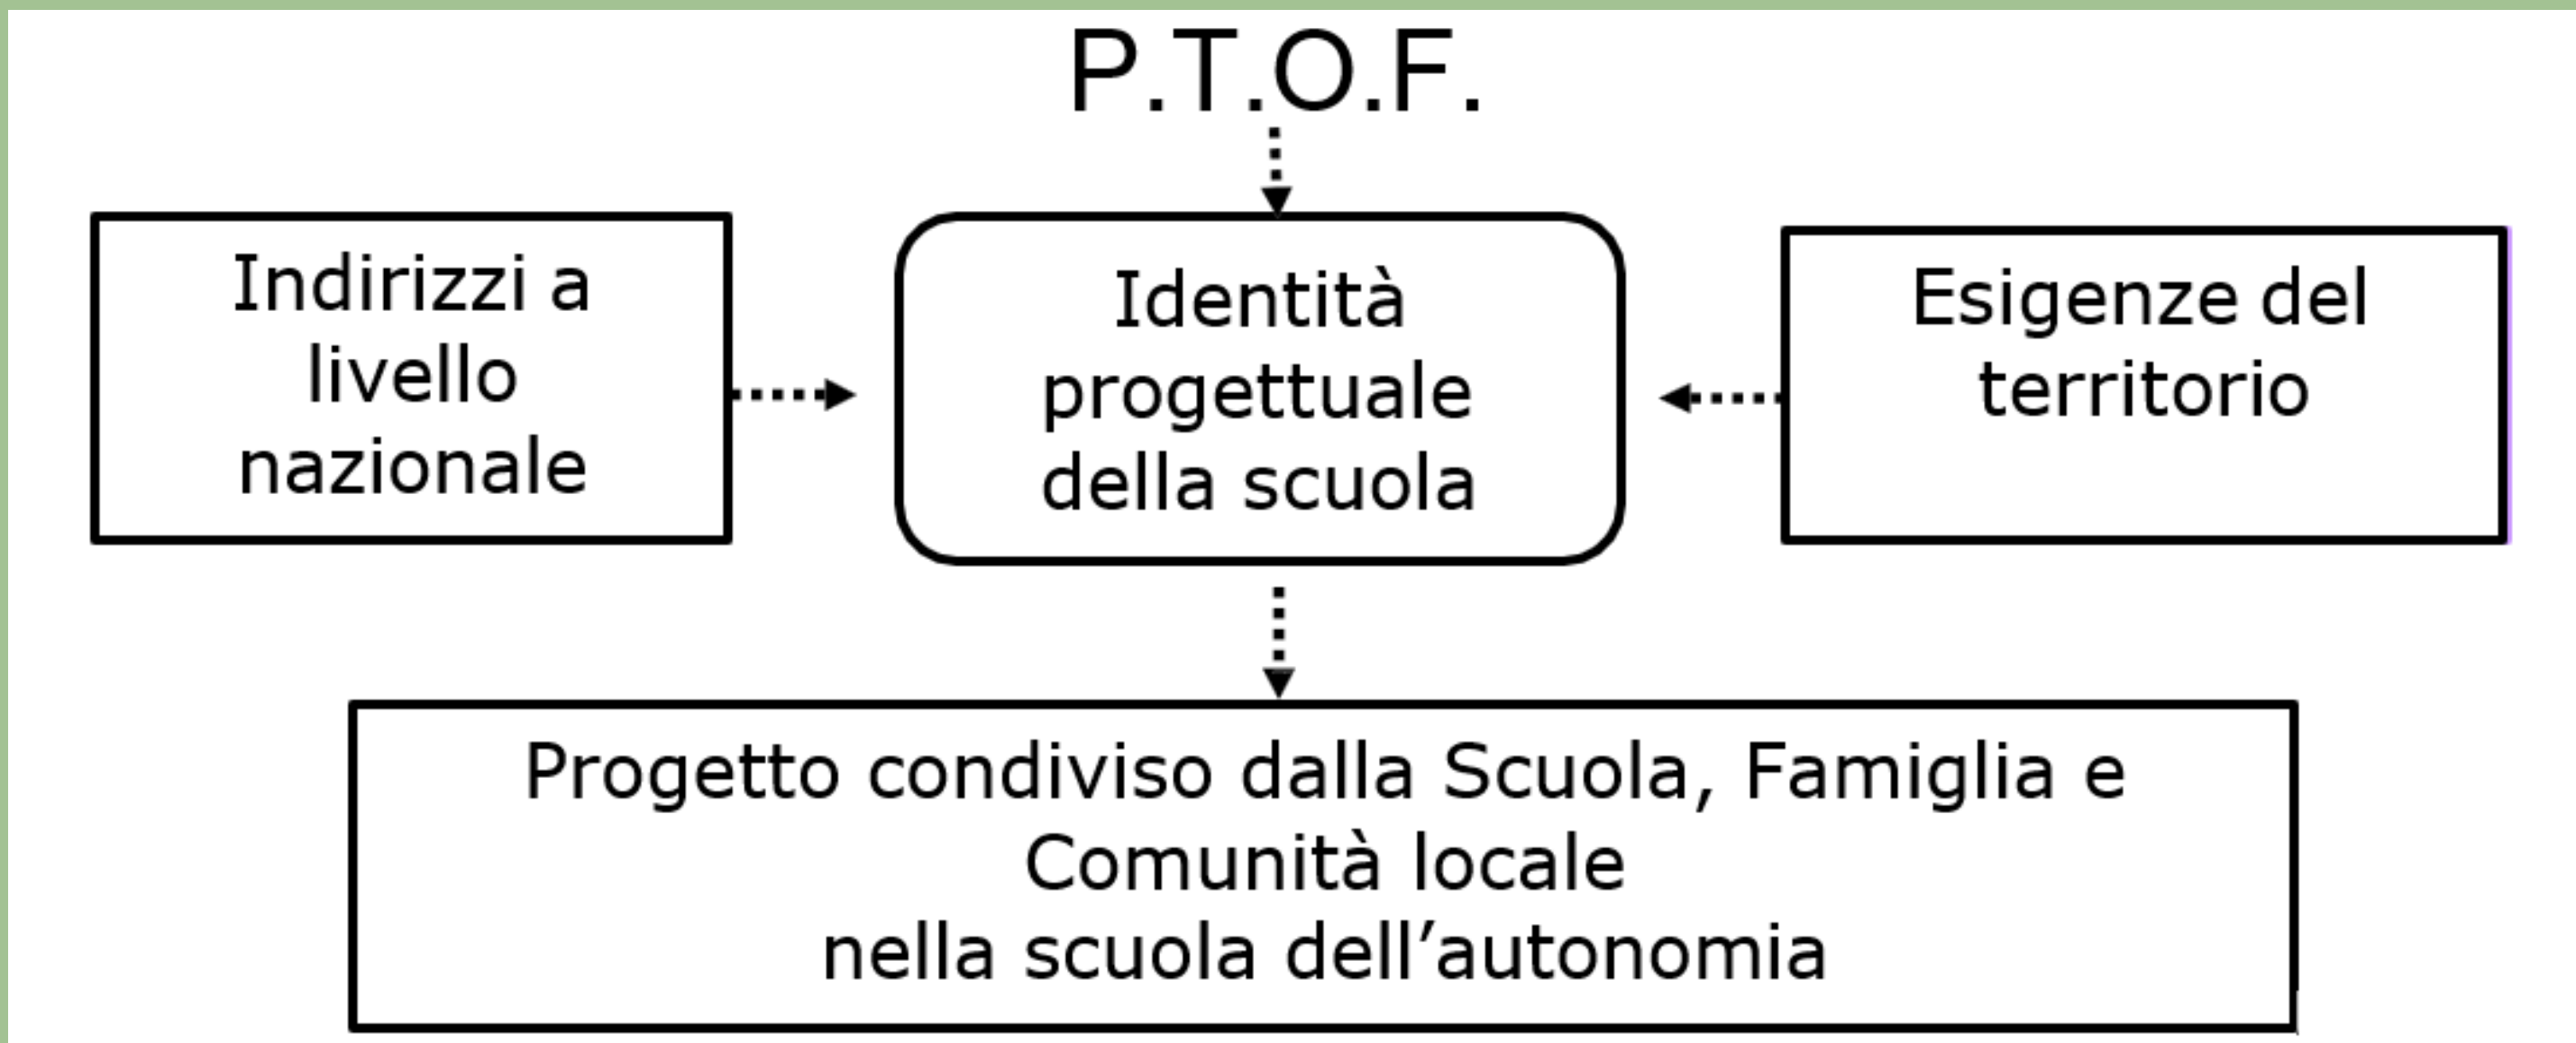 P.T.O.F.
Indirizzi a
livello
nazionale
Identità
progettuale
della scuola
Esigenze del
territorio
Progetto condiviso dalla Scuola, Famiglia e
Comunità locale
nella scuola dell’autonomia